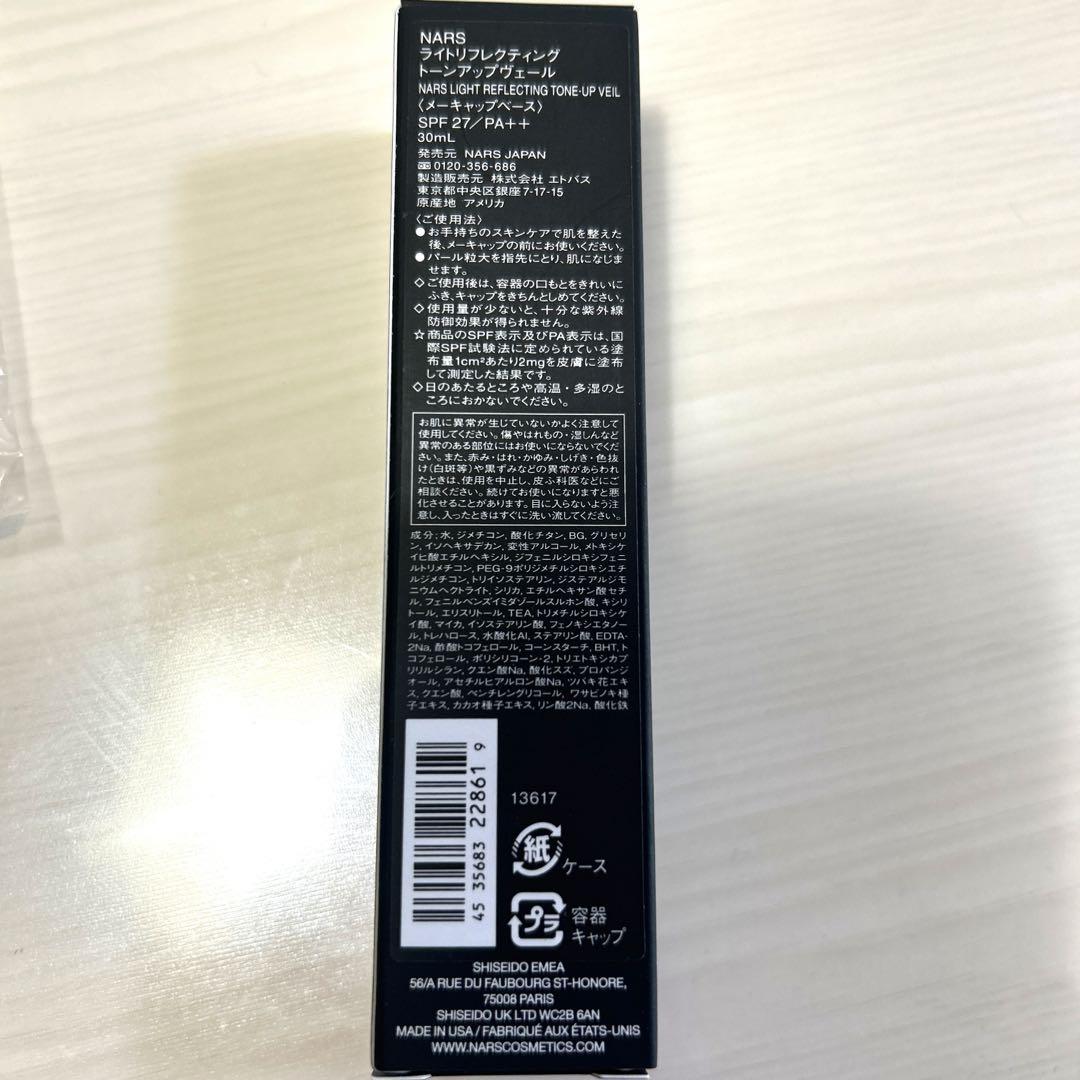 NARS
ライトリフレクティング
トーンアップヴェール
NARS LIGHT REFLECTING TONE-UP VEIL
〈メーキャップベース〉
SPF 27／PA++
30mL
発売元 NARS JAPAN
0120-356-686
製造販売元 株式会社 エトバス
東京都中央区銀座7-17-15
原産地 アメリカ
〈ご使用法〉
●お手持ちのスキンケアで肌を整えた
後、メーキャップの前にお使いください。
●パール粒大を指先にとり、肌になじま
せます。
◇ご使用後は、容器の口もとをきれいに
ふき、キャップをきちんとしめてください。
◇使用量が少ないと、十分な紫外線
防御効果が得られません。
☆商品のSPF表示及びPA表示は、国
際SPF試験法に定められている塗
布量1cm²あたり2mgを皮膚に塗布
して測定した結果です。
◇日のあたるところや高温・多湿のと
ころにおかないでください。
お肌に異常が生じていないかよく注意して
使用してください。傷やはれもの・湿しんなど
異常のある部位にはお使いにならないでくだ
さい。また、赤み・はれ・かゆみ・しげき・色抜
け(白斑等)や黒ずみなどの異常があらわれ
たときは、使用を中止し、皮ふ科医などにご
相談ください。続けてお使いになりますと悪
化させることがあります。目に入らないよう注
意し、入ったときはすぐに洗い流してください。
成分：水, ジメチコン, 酸化チタン, BG, グリセリ
ン, イソヘキサデカン, 変性アルコール, メトキシケ
イヒ酸エチルヘキシル, ジフェニルシロキシフェニ
ルトリメチコン, PEG-9ポリジメチルシロキシエチ
ルジメチコン, トリイソステアリン, ジステアルジモ
ニウムヘクトライト, シリカ, エチルヘキサン酸セチ
ル, フェニルベンズイミダゾールスルホン酸, キシリ
トール, エリスリトール, TEA, トリメチルシロキシケ
イ酸, マイカ, イソステアリン酸, フェノキシエタノー
ル, トレハロース, 水酸化Al, ステアリン酸, EDTA-
2Na, 酢酸トコフェロール, コーンスターチ, BHT, ト
コフェロール, ポリシリコーン-2, トリエトキシカプ
リリルシラン, クエン酸Na, 酸化スズ, プロパンジ
オール, アセチルヒアルロン酸Na, ツバキ花エキ
ス, クエン酸, ペンチレングリコール, ワサビノキ種
子エキス, カカオ種子エキス, リン酸2Na, 酸化鉄
45 35683 22861 9
13617
紙
ケース
プラ
容器
キャップ
SHISEIDO EMEA
56/A RUE DU FAUBOURG ST-HONORE,
75008 PARIS
SHISEIDO UK LTD WC2B 6AN
MADE IN USA / FABRIQUÉ AUX ÉTATS-UNIS
WWW.NARSCOSMETICS.COM